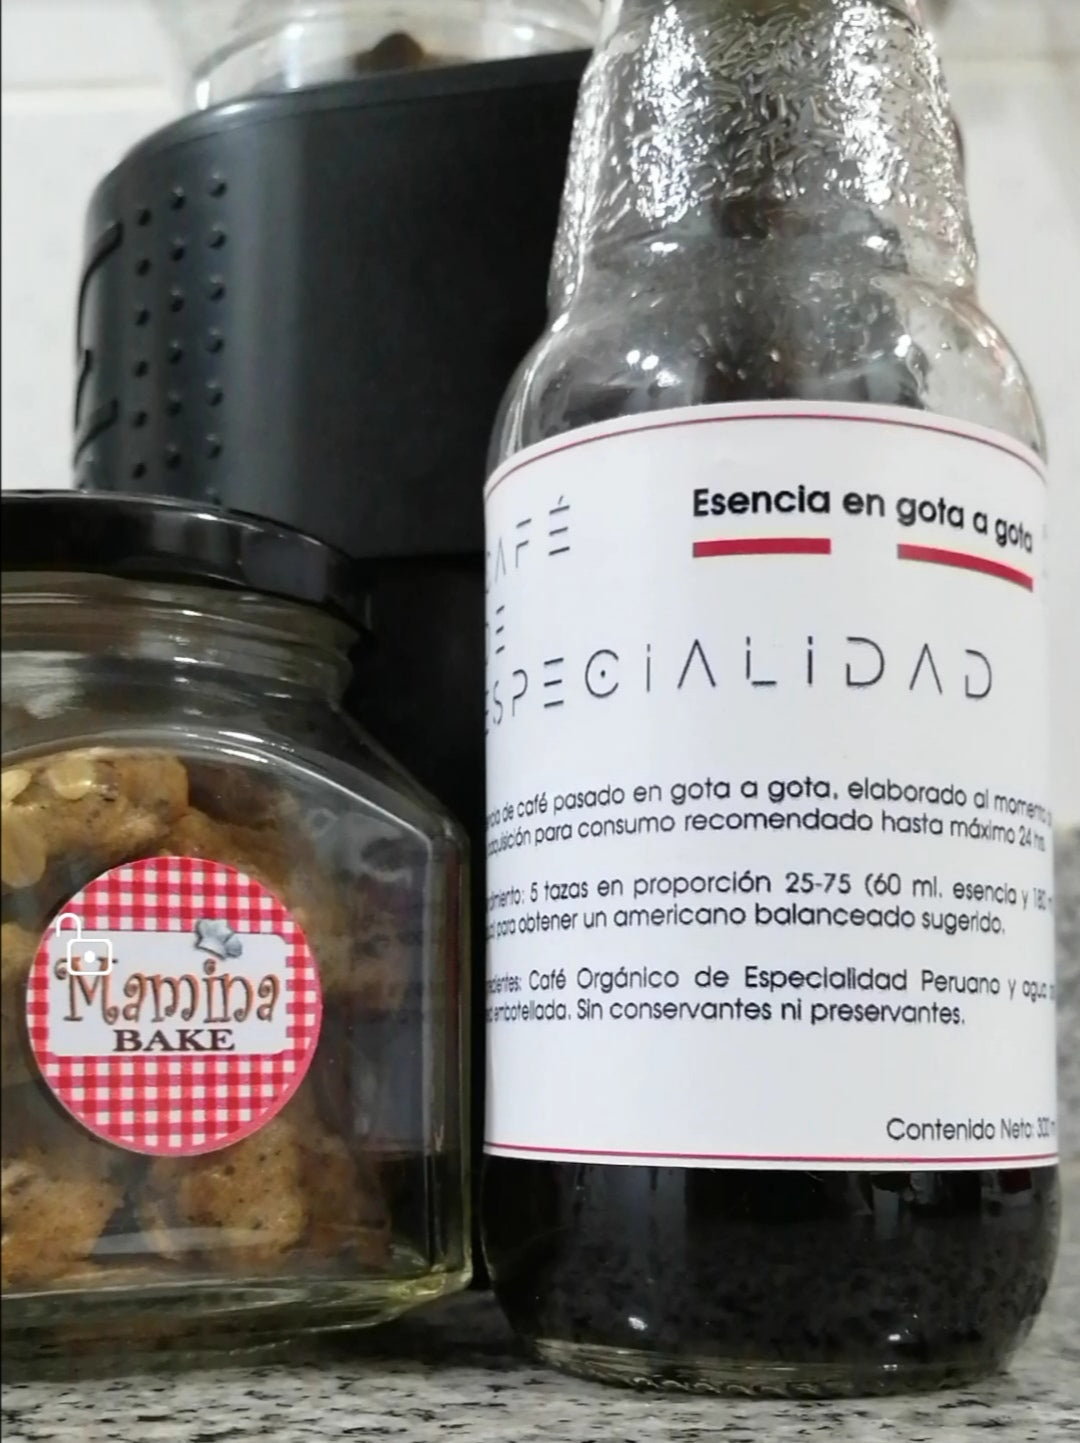 Esencia en gota a gota
CAFÉ
DE
ESPECIALIDAD
de café pasado en gota a gota, elaborado al momento
para consumo recomendado hasta máximo 24 hrs.
5 tazas en proporción 25-75 (60 ml. esencia y 180
para obtener un americano balanceado sugerido.
Café Orgánico de Especialidad Peruano y agua
embotellada. Sin conservantes ni preservantes.
Contenido Neto: 300
Mamina
BAKE